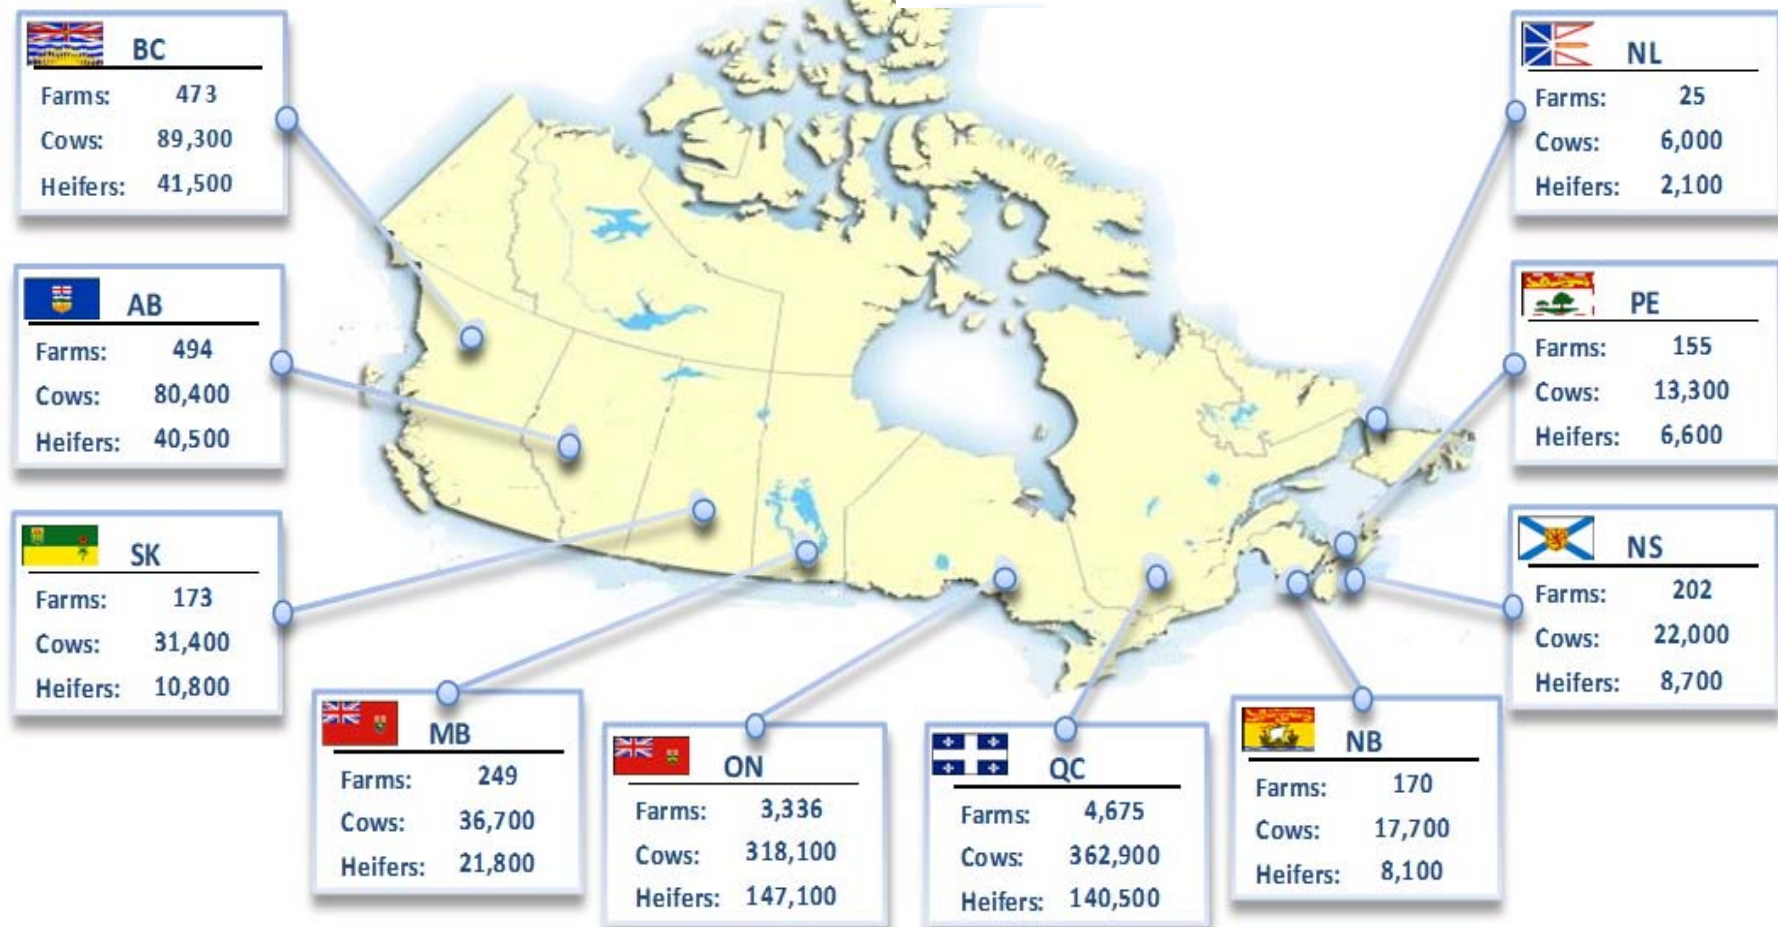 BC
Farms: 473
Cows: 89,300
Heifers: 41,500
AB
Farms: 494
Cows: 80,400
Heifers: 40,500
SK
Farms: 173
Cows: 31,400
Heifers: 10,800
MB
Farms: 249
Cows: 36,700
Heifers: 21,800
ON
Farms: 3,336
Cows: 318,100
Heifers: 147,100
QC
Farms: 4,675
Cows: 362,900
Heifers: 140,500
NB
Farms: 170
Cows: 17,700
Heifers: 8,100
NS
Farms: 202
Cows: 22,000
Heifers: 8,700
PE
Farms: 155
Cows: 13,300
Heifers: 6,600
NL
Farms: 25
Cows: 6,000
Heifers: 2,100